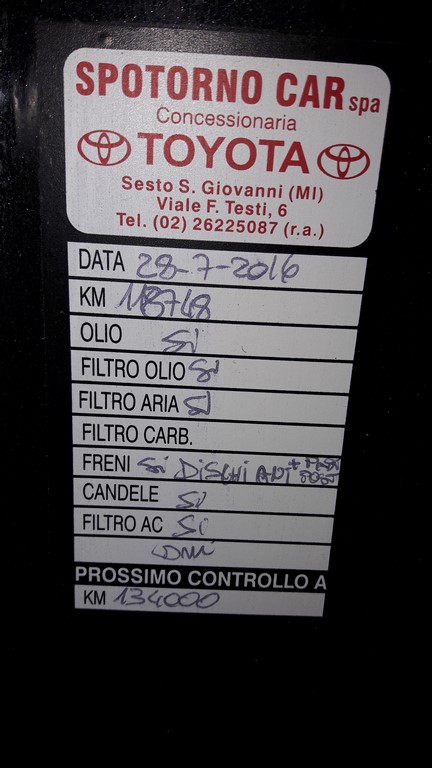 SPOTORNO CAR spa
Concessionaria
TOYOTA
Sesto S. Giovanni (MI)
Viale F. Testi, 6
Tel. (02) 26225087 (r.a.)
DATA 28-7-2016
KM 118748
OLIO SI
FILTRO OLIO SI
FILTRO ARIA SI
FILTRO CARB.
FRENI SI DISCHI ANT +
CANDELE SI
FILTRO AC SI
PROSSIMO CONTROLLO A
KM 134000